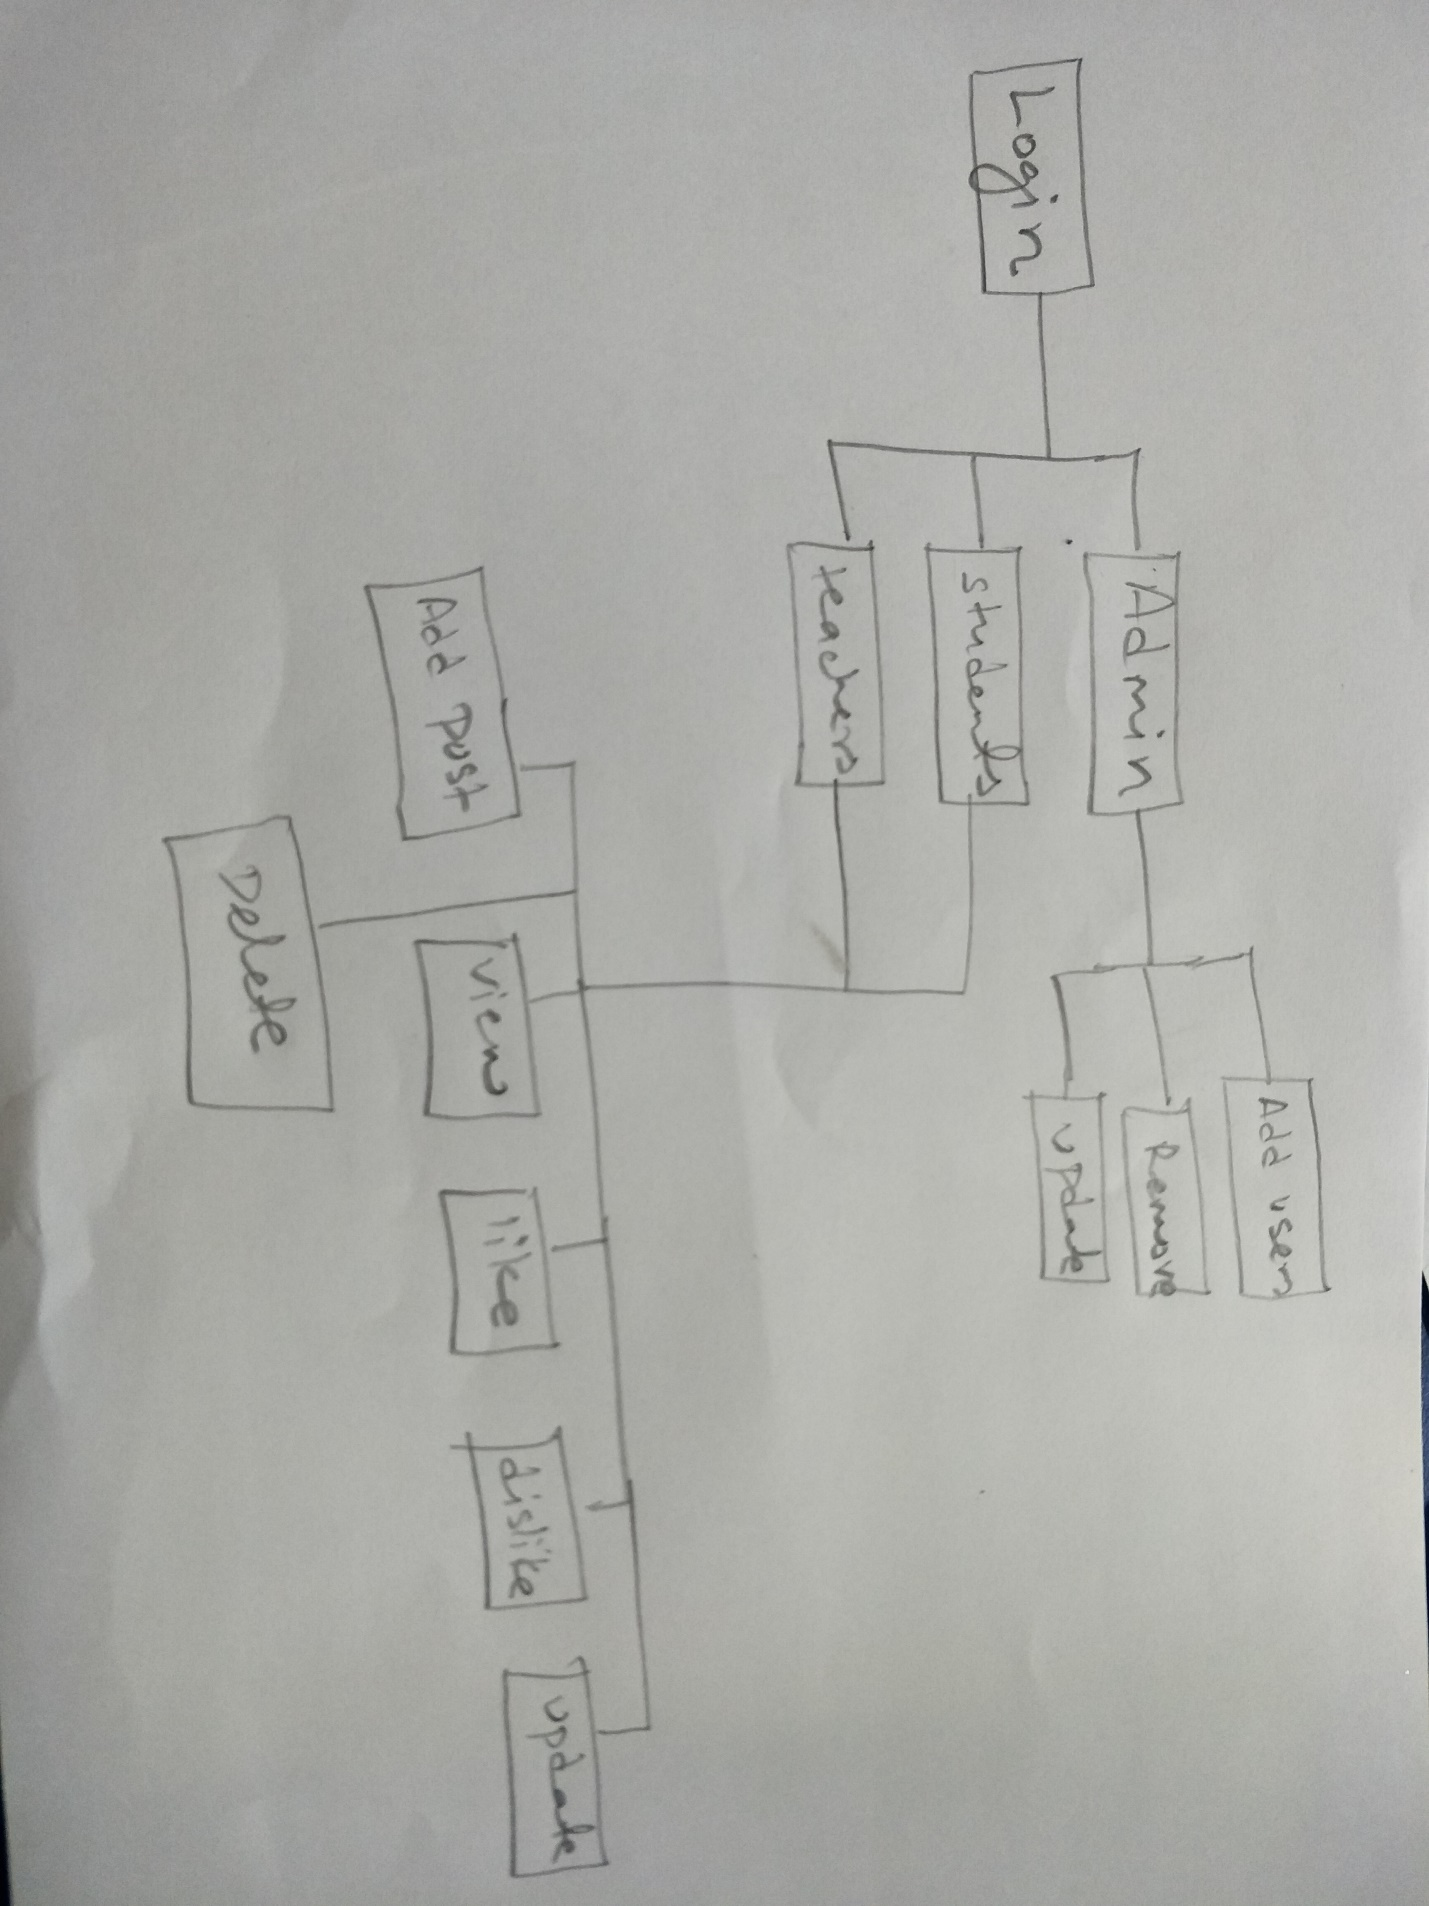 Login
Admin
students
teachers
Add user
Remove
update
Add post
Delete
view
like
dislike
update